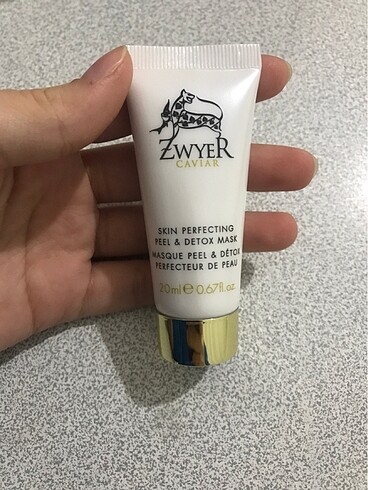 ZWYER
CAVIAR
SKIN PERFECTING
PEEL & DETOX MASK
MASQUE PEEL & DÉTOX
PERFECTEUR DE PEAU
20ml℮0.67fl.oz